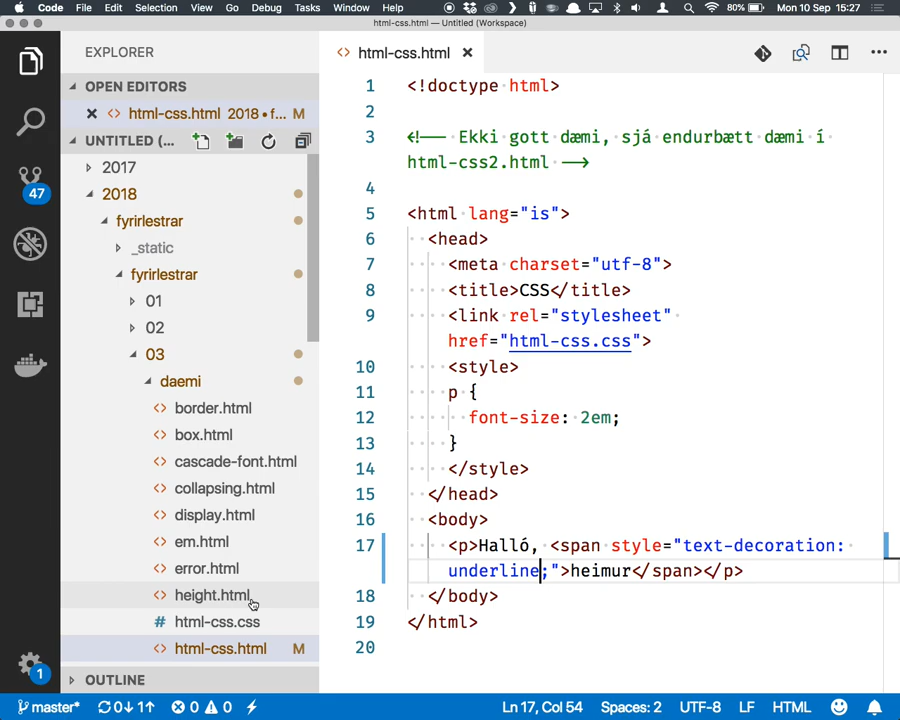 Code File Edit Selection View Go Debug Tasks Window Help 80% Mon 10 Sep 15:27
html-css.html — Untitled (Workspace)
EXPLORER
OPEN EDITORS
html-css.html 2018 • f... M
UNTITLED (...
2017
2018
fyrirlestrar
_static
fyrirlestrar
01
02
03
daemi
border.html
box.html
cascade-font.html
collapsing.html
display.html
em.html
error.html
height.html
html-css.css
html-css.html M
OUTLINE
47
1
html-css.html
1 <!doctype html>
2
3 <!-- Ekki gott dæmi, sjá endurbætt dæmi í
html-css2.html -->
4
5 <html lang="is">
6 <head>
7 <meta charset="utf-8">
8 <title>CSS</title>
9 <link rel="stylesheet"
href="html-css.css">
10 <style>
11 p {
12 font-size: 2em;
13 }
14 </style>
15 </head>
16 <body>
17 <p>Halló, <span style="text-decoration:
underline;">heimur</span></p>
18 </body>
19 </html>
20
master* 0↓ 1↑ 0 0 Ln 17, Col 54 Spaces: 2 UTF-8 LF HTML